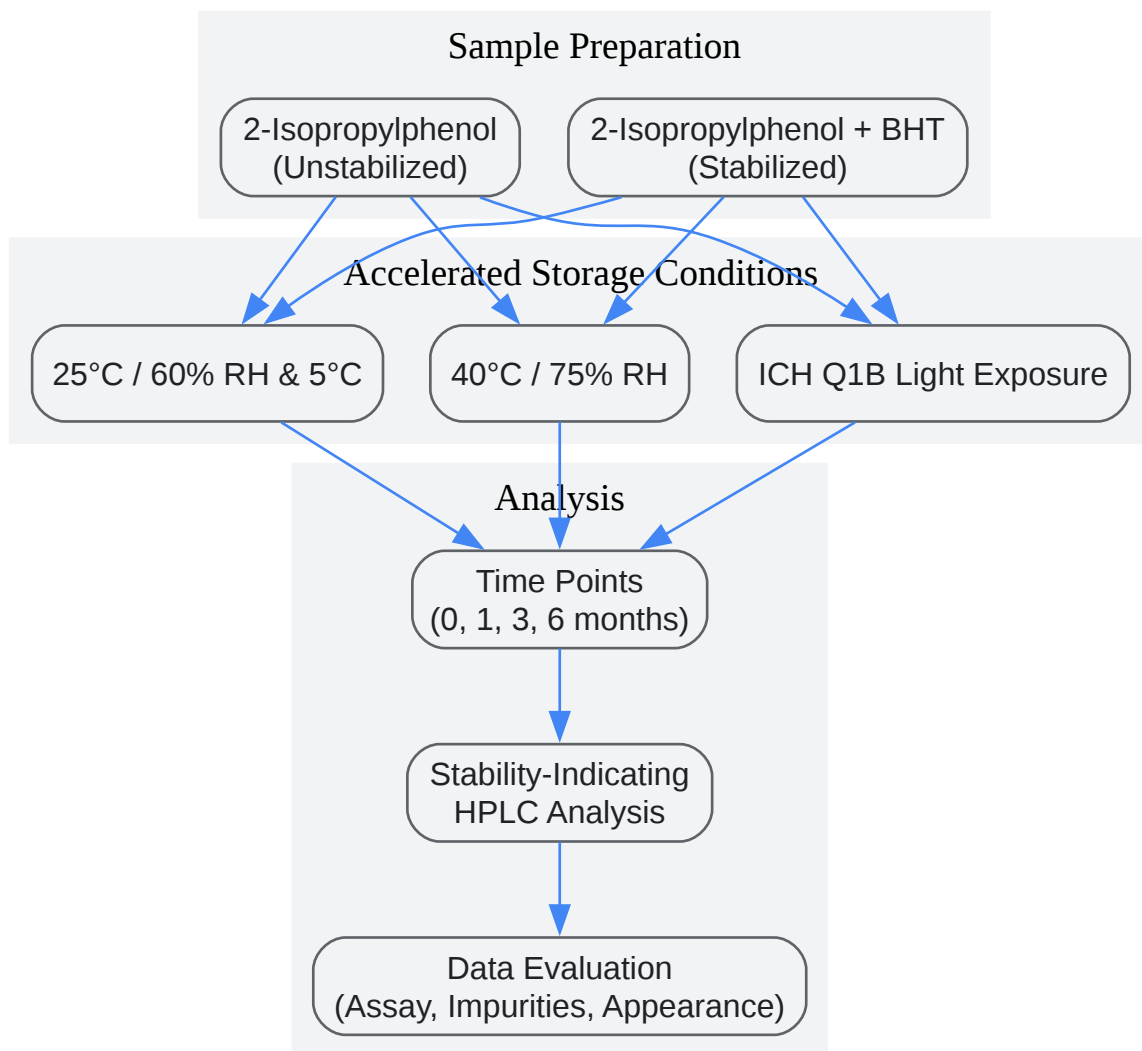 Sample Preparation
2-Isopropylphenol
(Unstabilized)
2-Isopropylphenol + BHT
(Stabilized)
Accelerated Storage Conditions
25°C / 60% RH & 5°C
40°C / 75% RH
ICH Q1B Light Exposure
Analysis
Time Points
(0, 1, 3, 6 months)
Stability-Indicating
HPLC Analysis
Data Evaluation
(Assay, Impurities, Appearance)